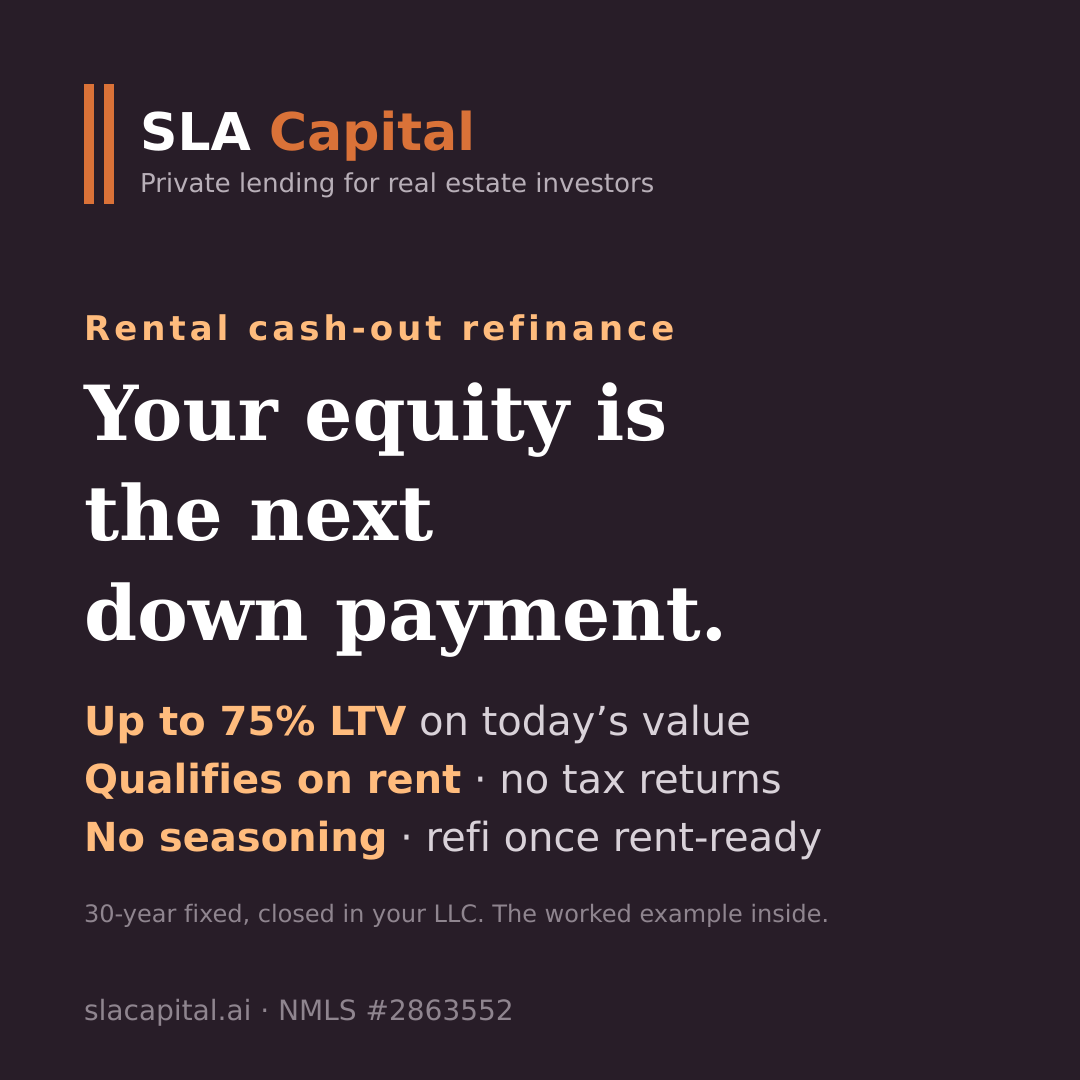 SLA Capital
Private lending for real estate investors
Rental cash-out refinance
Your equity is
the next
down payment.
Up to 75% LTV on today’s value
Qualifies on rent · no tax returns
No seasoning · refi once rent-ready
30-year fixed, closed in your LLC. The worked example inside.
slacapital.ai · NMLS #2863552